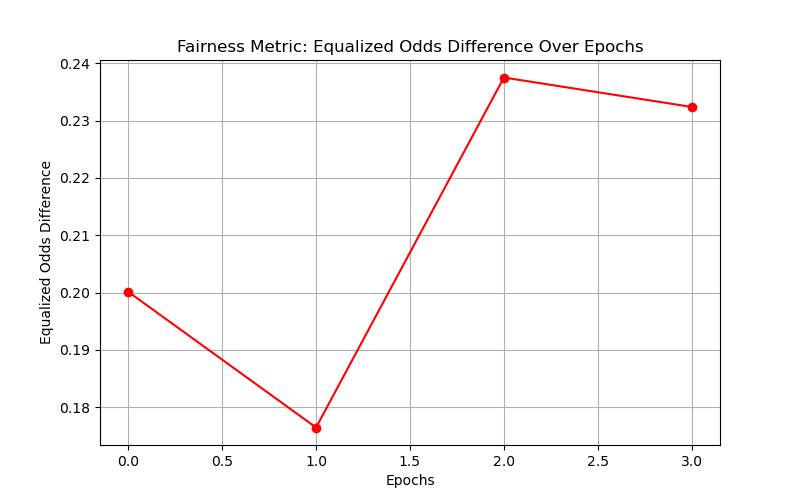 Fairness Metric: Equalized Odds Difference Over Epochs
Equalized Odds Difference
0.24
0.23
0.22
0.21
0.20
0.19
0.18
0.0 0.5 1.0 1.5 2.0 2.5 3.0
Epochs